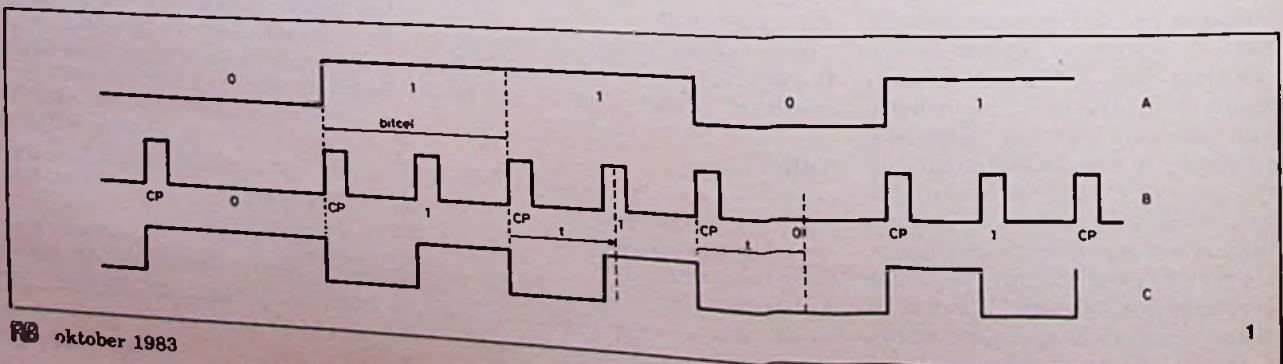 0 1 1 0 1 A
bitcel
B
CP 0 CP 1 CP 1 CP 0 CP 1 CP
t t
C
RB oktober 1983
1